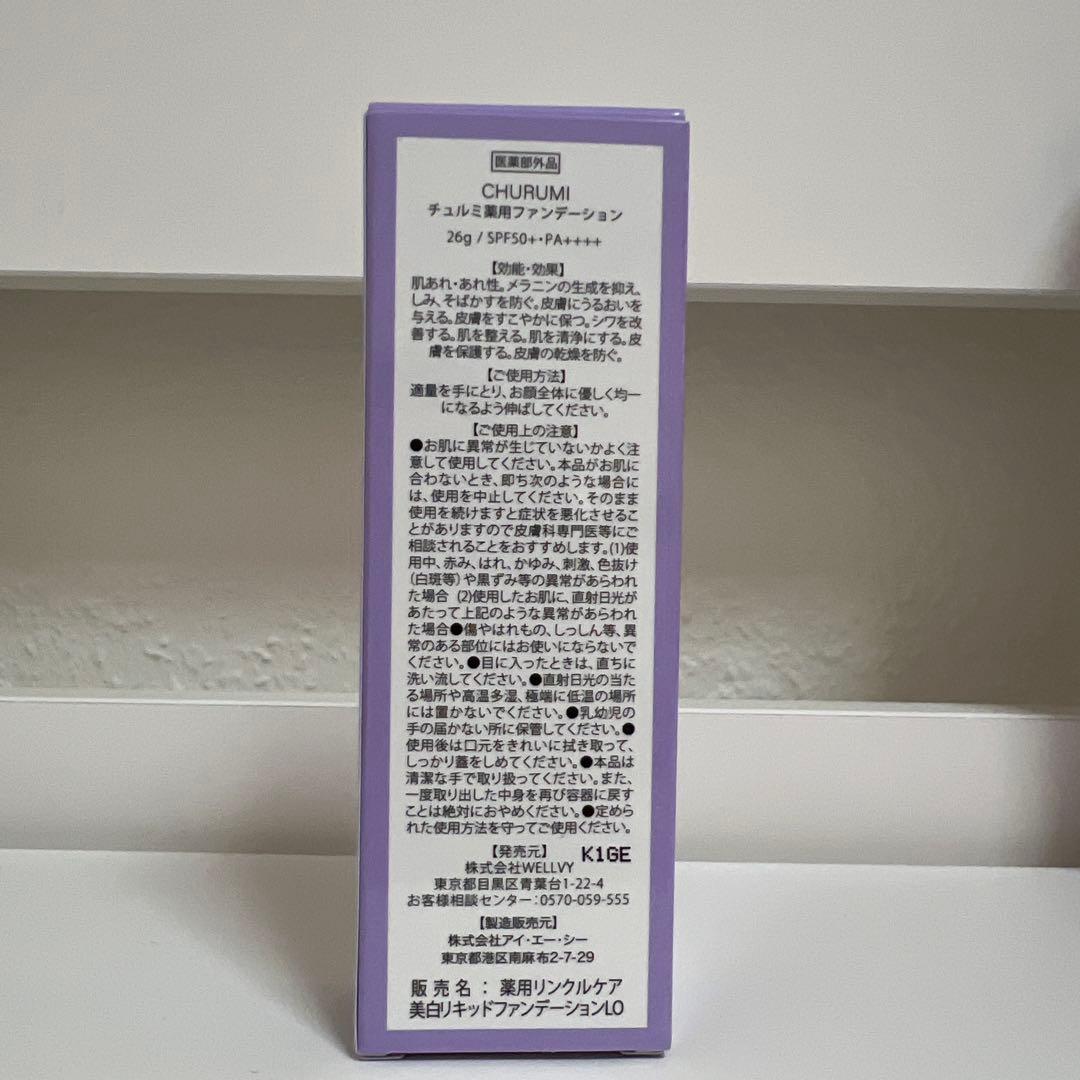 医薬部外品
CHURUMI
チュルミ薬用ファンデーション
26g / SPF50+・PA++++
【効能・効果】
肌あれ・あれ性。メラニンの生成を抑え、
しみ、そばかすを防ぐ。皮膚にうるおいを
与える。皮膚をすこやかに保つ。シワを改
善する。肌を整える。肌を清浄にする。皮
膚を保護する。皮膚の乾燥を防ぐ。
【ご使用方法】
適量を手にとり、お顔全体に優しく均一
になるよう伸ばしてください。
【ご使用上の注意】
●お肌に異常が生じていないかよく注
意して使用してください。本品がお肌に
合わないとき、即ち次のような場合に
は、使用を中止してください。そのまま
使用を続けますと症状を悪化させるこ
とがありますので皮膚科専門医等にご
相談されることをおすすめします。(1)使
用中、赤み、はれ、かゆみ、刺激、色抜け
(白斑等)や黒ずみ等の異常があらわれ
た場合 (2)使用したお肌に、直射日光が
あたって上記のような異常があらわれ
た場合●傷やはれもの、しっしん等、異
常のある部位にはお使いにならないで
ください。●目に入ったときは、直ちに
洗い流してください。●直射日光の当た
る場所や高温多湿、極端に低温の場所
には置かないでください。●乳幼児の
手の届かない所に保管してください。●
使用後は口元をきれいに拭き取って、
しっかり蓋をしめてください。●本品は
清潔な手で取り扱ってください。また、
一度取り出した中身を再び容器に戻す
ことは絶対におやめください。●定めら
れた使用方法を守ってご使用ください。
【発売元】 K1GE
株式会社WELLVY
東京都目黒区青葉台1-22-4
お客様相談センター：0570-059-555
【製造販売元】
株式会社アイ・エー・シー
東京都港区南麻布2-7-29
販売名：薬用リンクルケア
美白リキッドファンデーションLO